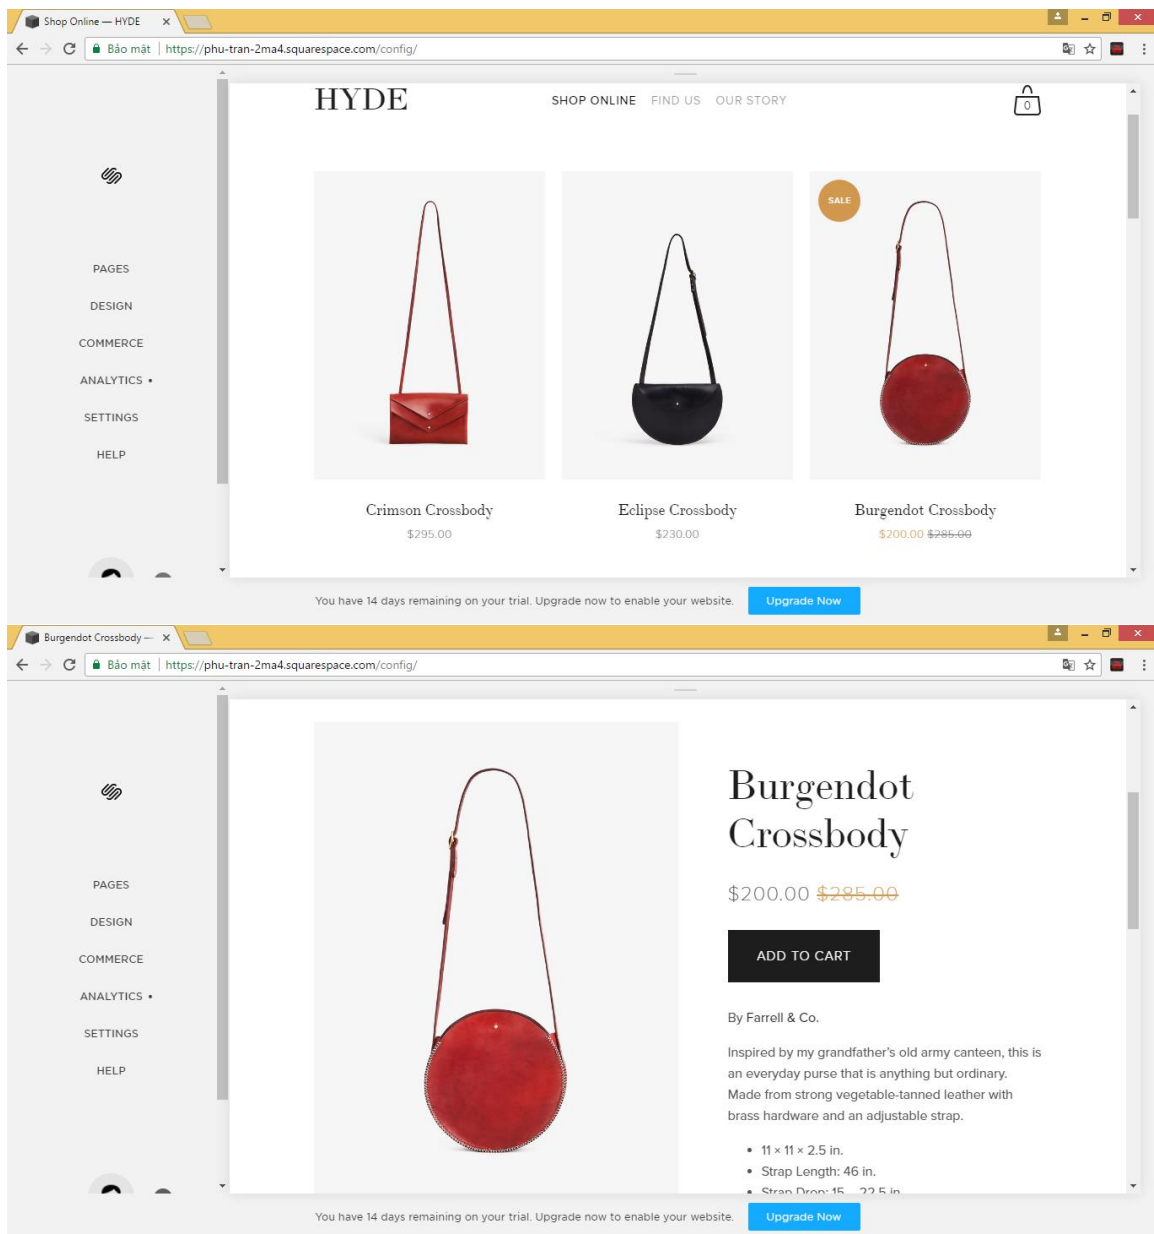 Shop Online — HYDE
Bảo mật
https://phu-tran-2ma4.squarespace.com/config/
HYDE
SHOP ONLINE FIND US OUR STORY
0
PAGES
DESIGN
COMMERCE
ANALYTICS •
SETTINGS
HELP
SALE
Crimson Crossbody
$295.00
Eclipse Crossbody
$230.00
Burgendot Crossbody
$200.00 $285.00
You have 14 days remaining on your trial. Upgrade now to enable your website.
Upgrade Now
Burgendot Crossbody —
Bảo mật
https://phu-tran-2ma4.squarespace.com/config/
PAGES
DESIGN
COMMERCE
ANALYTICS •
SETTINGS
HELP
Burgendot
Crossbody
$200.00 $285.00
ADD TO CART
By Farrell & Co.
Inspired by my grandfather's old army canteen, this is
an everyday purse that is anything but ordinary.
Made from strong vegetable-tanned leather with
brass hardware and an adjustable strap.
• 11 × 11 × 2.5 in.
• Strap Length: 46 in.
• Strap Drop: 15 – 22.5 in
You have 14 days remaining on your trial. Upgrade now to enable your website.
Upgrade Now